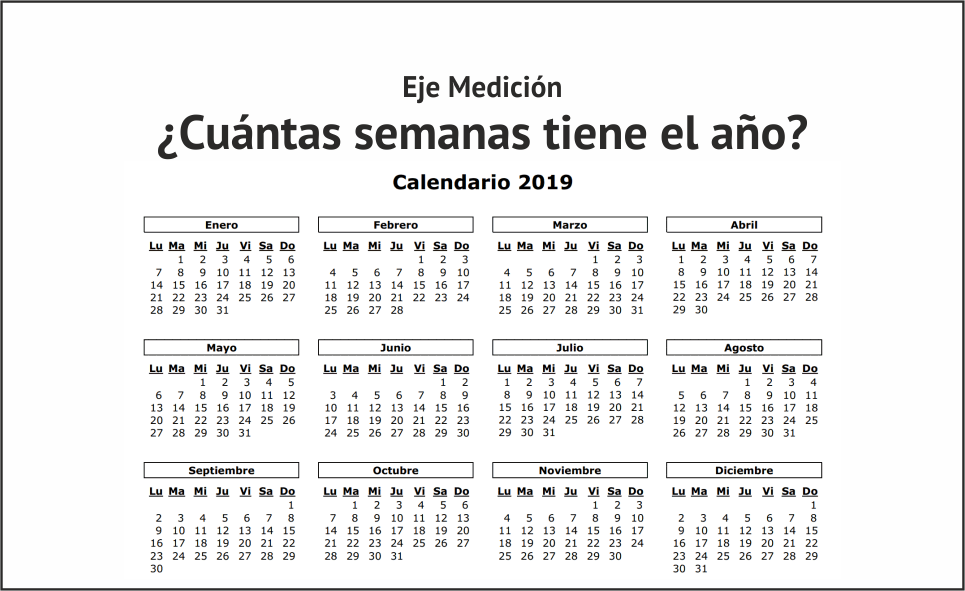 Eje Medición
¿Cuántas semanas tiene el año?
Calendario 2019
Enero Febrero Marzo Abril
Lu Ma Mi Ju Vi Sa Do Lu Ma Mi Ju Vi Sa Do Lu Ma Mi Ju Vi Sa Do Lu Ma Mi Ju Vi Sa Do
1 2 3 4 5 6 1 2 3 1 2 3 1 2 3 4 5 6 7
7 8 9 10 11 12 13 4 5 6 7 8 9 10 4 5 6 7 8 9 10 8 9 10 11 12 13 14
14 15 16 17 18 19 20 11 12 13 14 15 16 17 11 12 13 14 15 16 17 15 16 17 18 19 20 21
21 22 23 24 25 26 27 18 19 20 21 22 23 24 18 19 20 21 22 23 24 22 23 24 25 26 27 28
28 29 30 31 25 26 27 28 25 26 27 28 29 30 31 29 30
Mayo Junio Julio Agosto
Lu Ma Mi Ju Vi Sa Do Lu Ma Mi Ju Vi Sa Do Lu Ma Mi Ju Vi Sa Do Lu Ma Mi Ju Vi Sa Do
1 2 3 4 5 1 2 1 2 3 4 5 6 7 1 2 3 4
6 7 8 9 10 11 12 3 4 5 6 7 8 9 8 9 10 11 12 13 14 5 6 7 8 9 10 11
13 14 15 16 17 18 19 10 11 12 13 14 15 16 15 16 17 18 19 20 21 12 13 14 15 16 17 18
20 21 22 23 24 25 26 17 18 19 20 21 22 23 22 23 24 25 26 27 28 19 20 21 22 23 24 25
27 28 29 30 31 24 25 26 27 28 29 30 29 30 31 26 27 28 29 30 31
Septiembre Octubre Noviembre Diciembre
Lu Ma Mi Ju Vi Sa Do Lu Ma Mi Ju Vi Sa Do Lu Ma Mi Ju Vi Sa Do Lu Ma Mi Ju Vi Sa Do
1 1 2 3 4 5 6 1 2 3 1
2 3 4 5 6 7 8 7 8 9 10 11 12 13 4 5 6 7 8 9 10 2 3 4 5 6 7 8
9 10 11 12 13 14 15 14 15 16 17 18 19 20 11 12 13 14 15 16 17 9 10 11 12 13 14 15
16 17 18 19 20 21 22 21 22 23 24 25 26 27 18 19 20 21 22 23 24 16 17 18 19 20 21 22
23 24 25 26 27 28 29 28 29 30 31 25 26 27 28 29 30 23 24 25 26 27 28 29
30 30 31